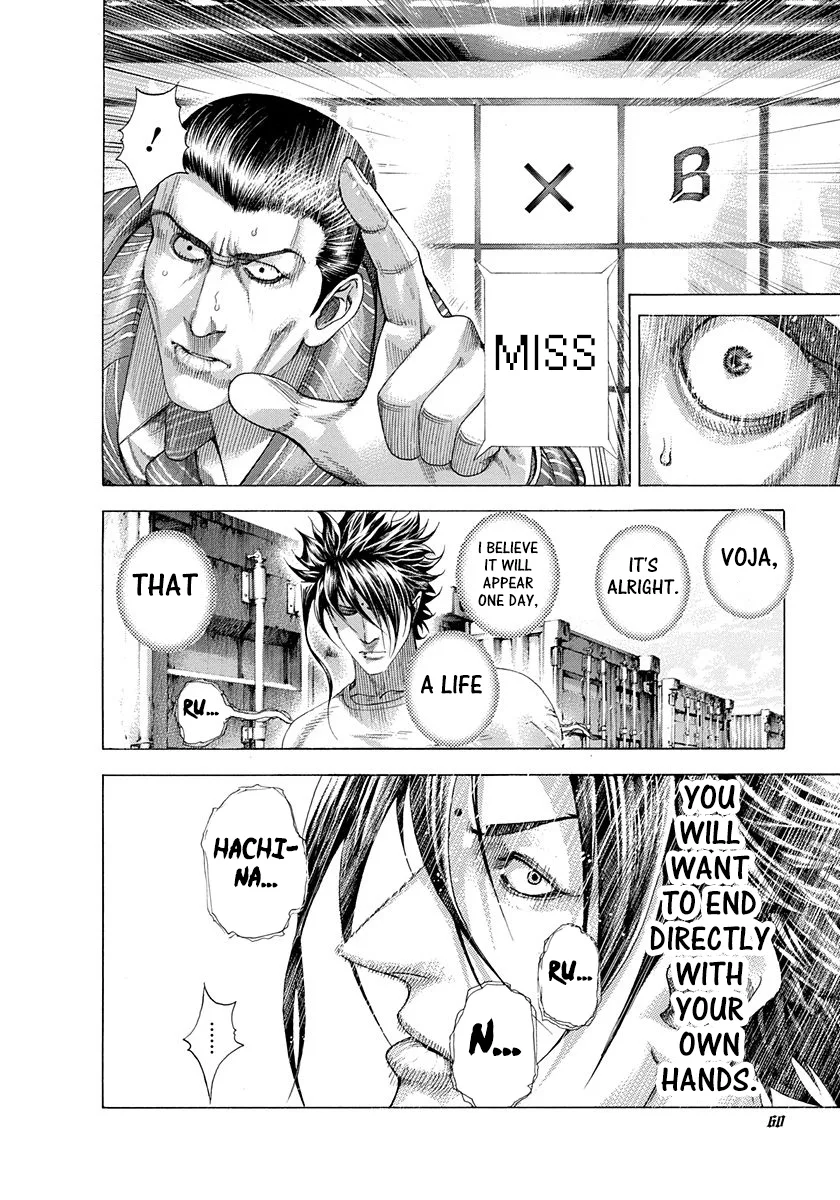 B
×
MISS
!
VOJA,
IT'S
ALRIGHT.
I BELIEVE
IT WILL
APPEAR
ONE DAY,
A LIFE
THAT
RU...
YOU
WILL
WANT
TO END
DIRECTLY
WITH
YOUR
OWN
HANDS.
RU...
N...
HACHI-
NA...
......
60